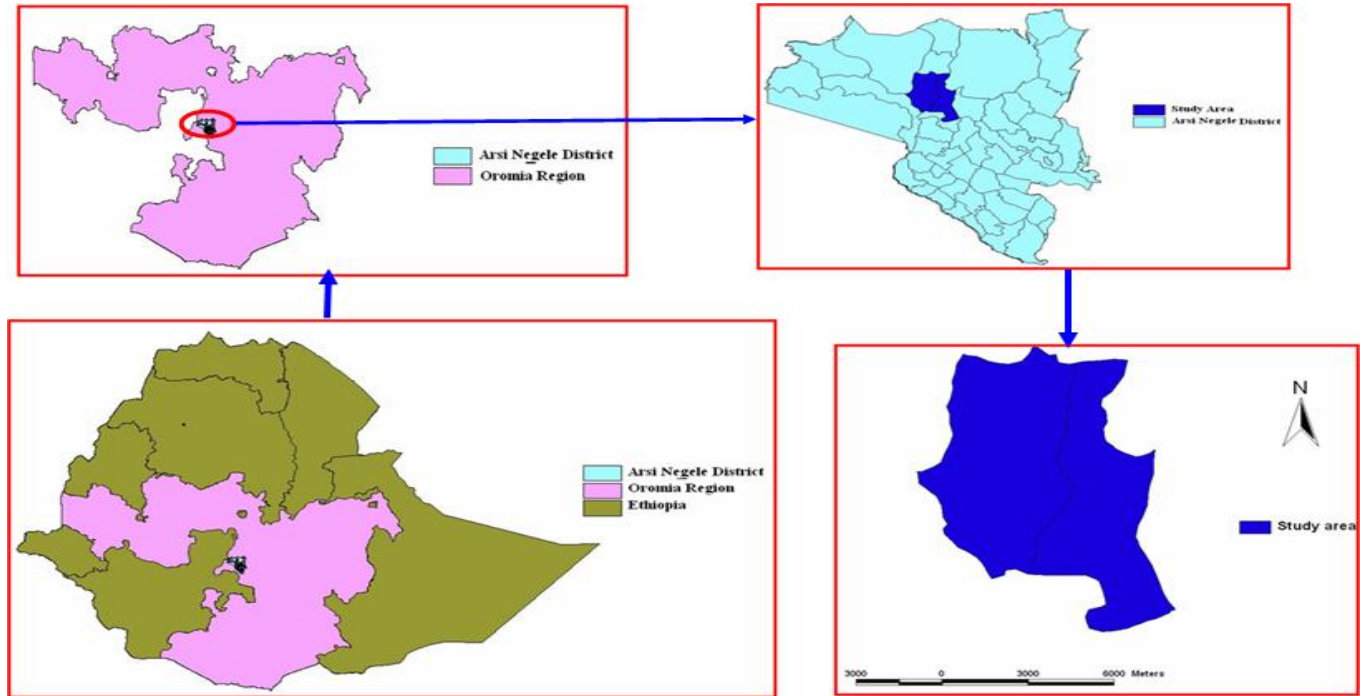 Arsi Negele District
Oromia Region
Study Area
Arsi Negele District
Arsi Negele District
Oromia Region
Ethiopia
N
Study area
3000 0 3000 6000 Meters